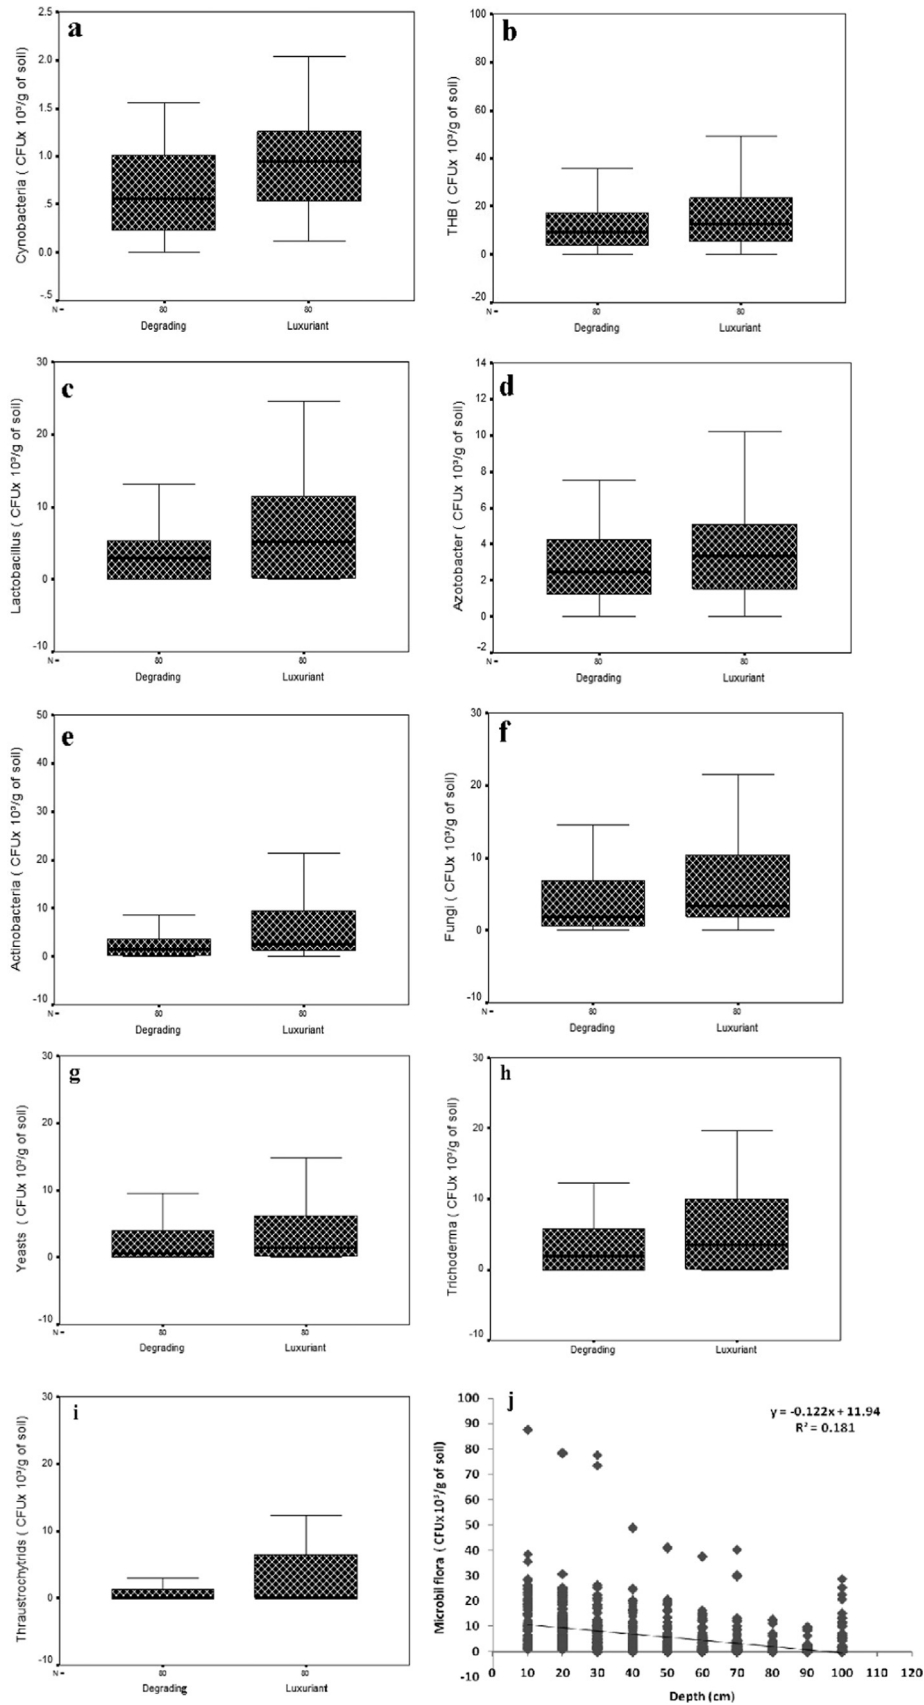 a
Cynobacteria ( CFUx 10³/g of soil)
2.5
2.0
1.5
1.0
.5
0.0
-.5
N =
80
80
Degrading
Luxuriant
b
THB ( CFUx 10³/g of soil)
100
80
60
40
20
0
-20
N =
80
80
Degrading
Luxuriant
c
Lactobacillus ( CFUx 10³/g of soil)
30
20
10
0
-10
N =
80
80
Degrading
Luxuriant
d
Azotobacter ( CFUx 10³/g of soil)
14
12
10
8
6
4
2
0
-2
N =
80
80
Degrading
Luxuriant
e
Actinobacteria ( CFUx 10³/g of soil)
50
40
30
20
10
0
-10
N =
80
80
Degrading
Luxuriant
f
Fungi ( CFUx 10³/g of soil)
30
20
10
0
-10
N =
80
80
Degrading
Luxuriant
g
Yeasts ( CFUx 10³/g of soil)
30
20
10
0
-10
N =
80
80
Degrading
Luxuriant
h
Trichoderma ( CFUx 10³/g of soil)
30
20
10
0
-10
Degrading
Luxuriant
i
Thraustrochytrids ( CFUx 10³/g of soil)
30
20
10
0
-10
Degrading
Luxuriant
j
y = -0.122x + 11.94
R² = 0.181
Microbil flora ( CFUx 10³/g of soil)
100
90
80
70
60
50
40
30
20
10
0
-10
0 10 20 30 40 50 60 70 80 90 100 110 120
Depth (cm)